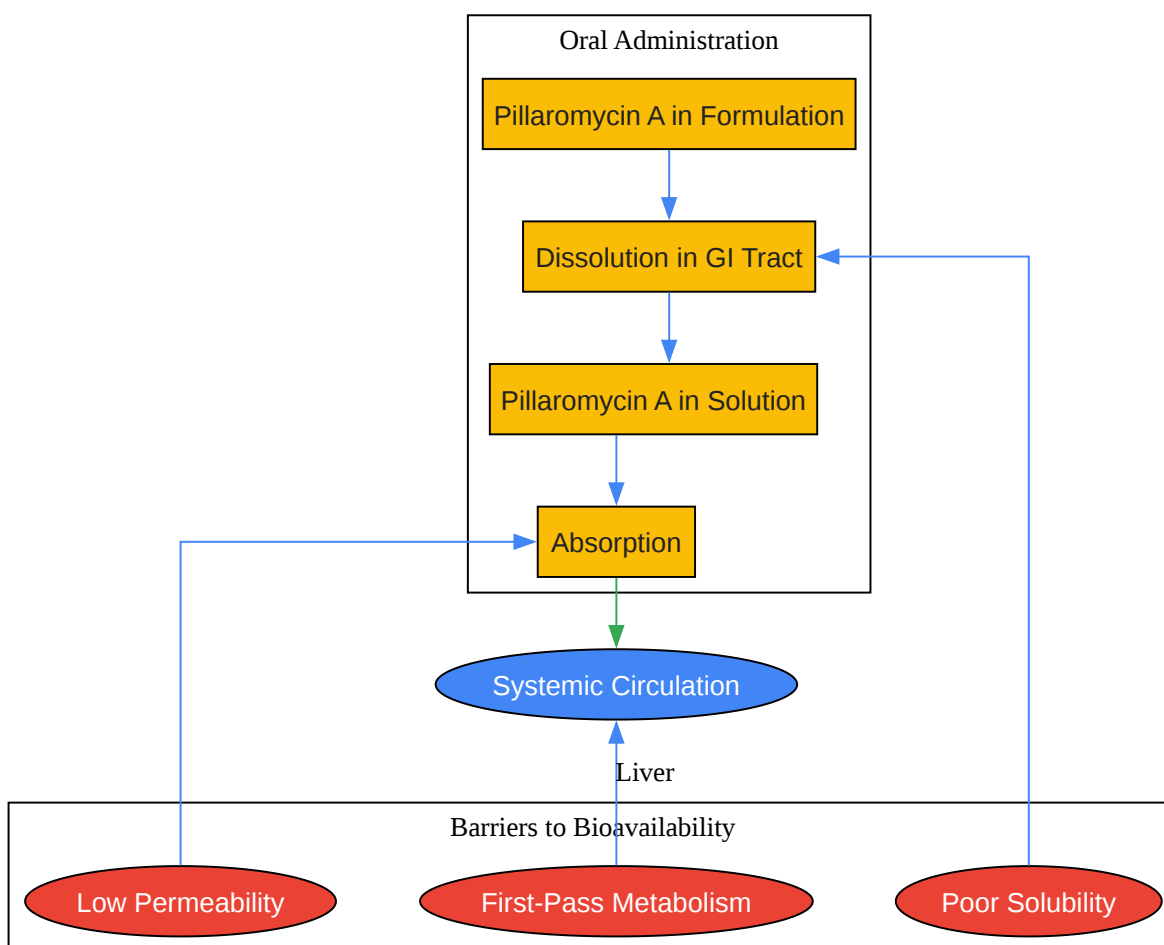 Oral Administration
Pillaromycin A in Formulation
Dissolution in GI Tract
Pillaromycin A in Solution
Absorption
Systemic Circulation
Liver
Barriers to Bioavailability
Low Permeability
First-Pass Metabolism
Poor Solubility